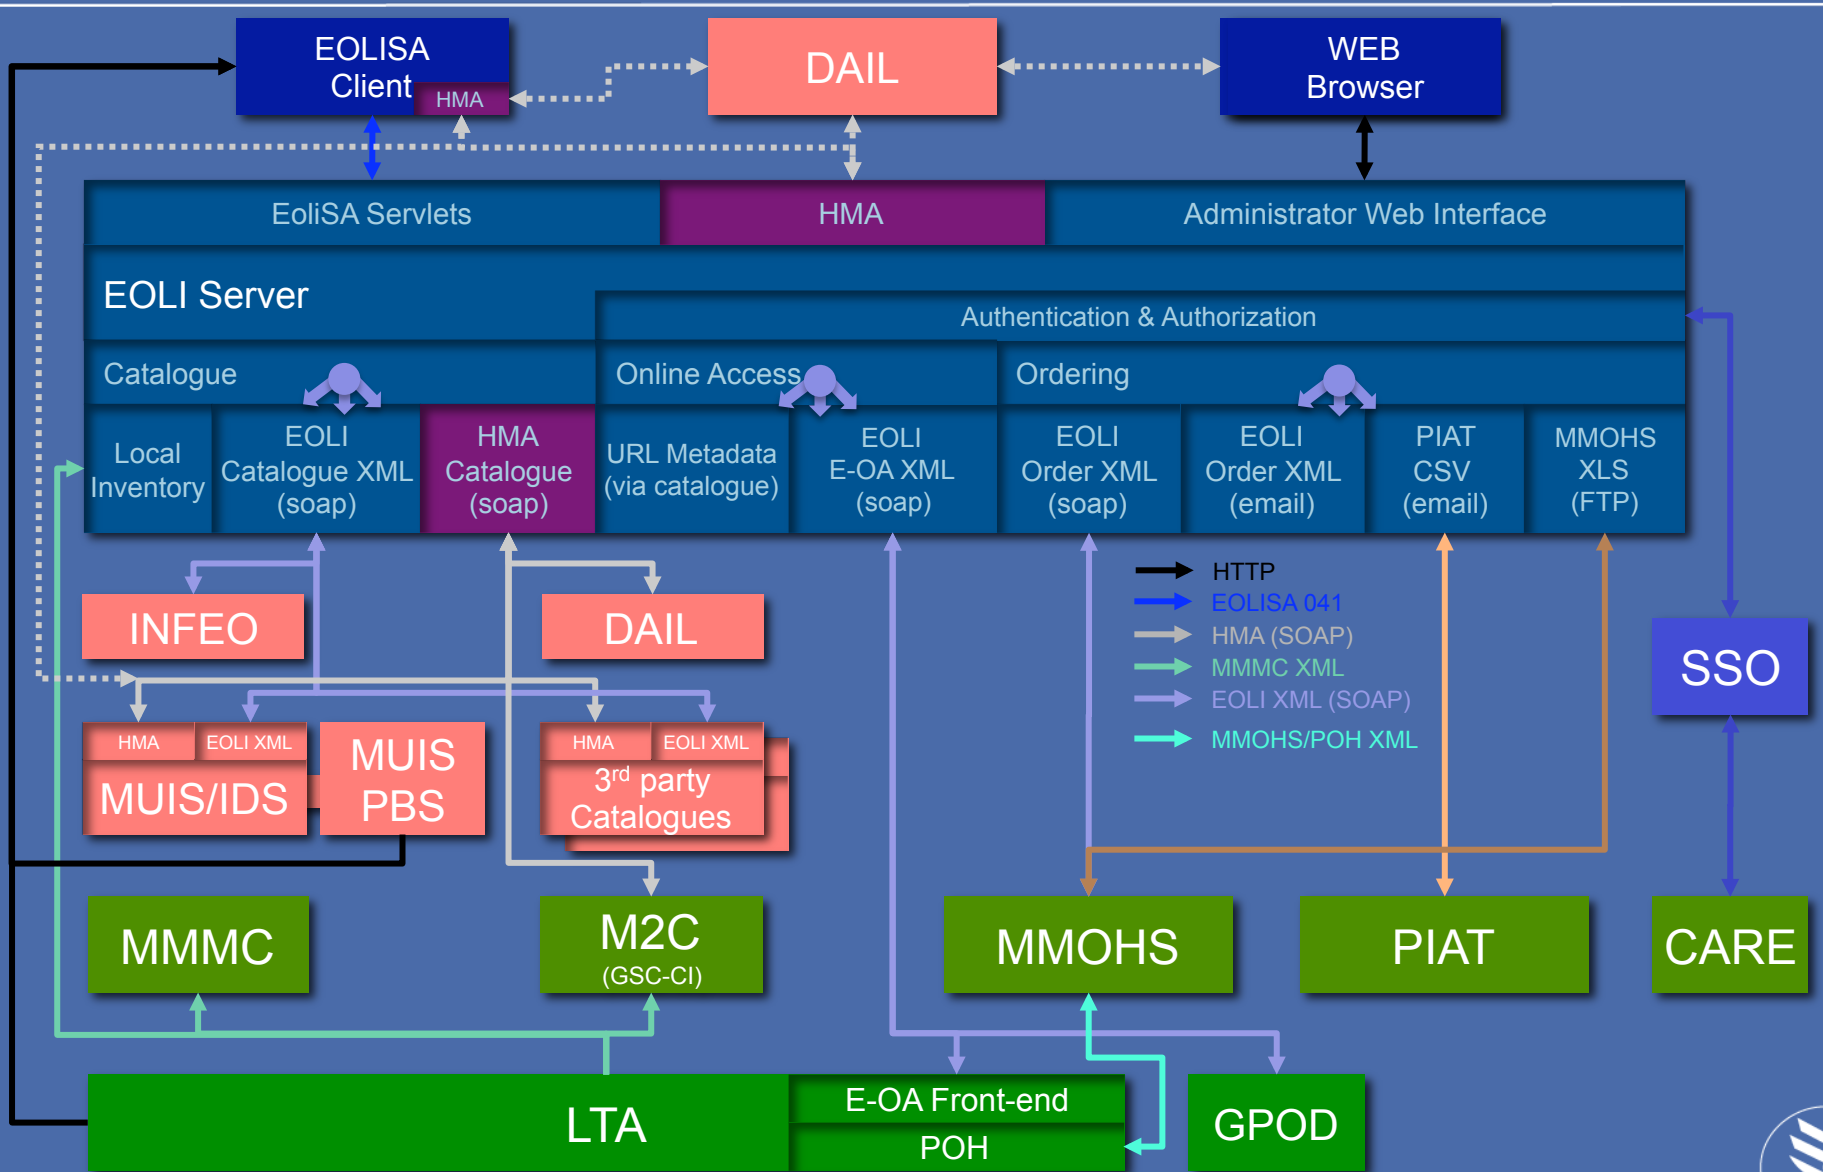 EOLISA
Client
HMA
DAIL
WEB
Browser
EoliSA Servlets
HMA
Administrator Web Interface
EOLI Server
Authentication & Authorization
Catalogue
Online Access
Ordering
Local
Inventory
EOLI
Catalogue XML
(soap)
HMA
Catalogue
(soap)
URL Metadata
(via catalogue)
EOLI
E-OA XML
(soap)
EOLI
Order XML
(soap)
EOLI
Order XML
(email)
PIAT
CSV
(email)
MMOHS
XLS
(FTP)
HTTP
EOLISA 041
HMA (SOAP)
MMMC XML
EOLI XML (SOAP)
MMOHS/POH XML
INFEO
DAIL
SSO
HMA
EOLI XML
MUIS/IDS
MUIS
PBS
HMA
EOLI XML
3rd party
Catalogues
MMMC
M2C
(GSC-CI)
MMOHS
PIAT
CARE
LTA
E-OA Front-end
POH
GPOD